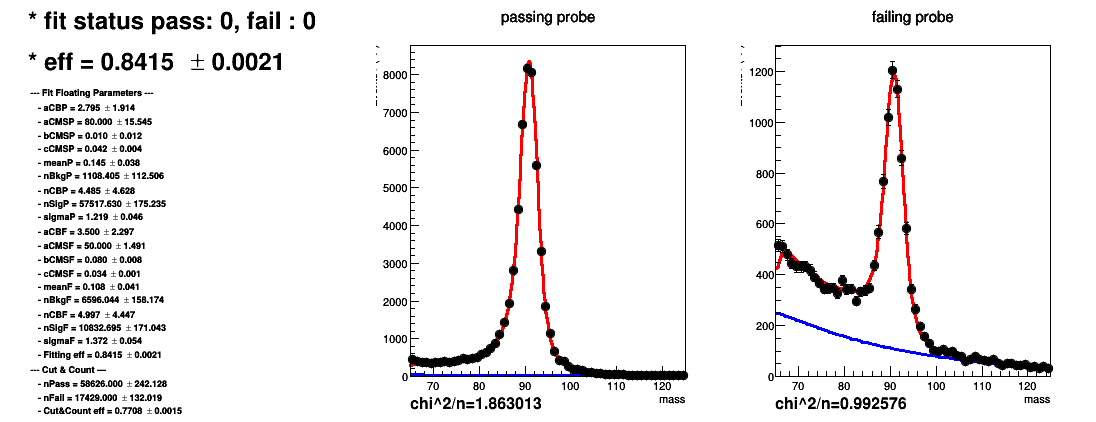 * fit status pass: 0, fail : 0
* eff = 0.8415 ± 0.0021
--- Fit Floating Parameters ---
- aCBP = 2.795 ± 1.914
- aCMSP = 80.000 ± 15.545
- bCMSP = 0.010 ± 0.012
- cCMSP = 0.042 ± 0.004
- meanP = 0.145 ± 0.038
- nBkgP = 1108.405 ± 112.506
- nCBP = 4.485 ± 4.628
- nSigP = 57517.630 ± 175.235
- sigmaP = 1.219 ± 0.046
- aCBF = 3.500 ± 2.297
- aCMSF = 50.000 ± 1.491
- bCMSF = 0.080 ± 0.008
- cCMSF = 0.034 ± 0.001
- meanF = 0.108 ± 0.041
- nBkgF = 6596.044 ± 158.174
- nCBF = 4.997 ± 4.447
- nSigF = 10832.695 ± 171.043
- sigmaF = 1.372 ± 0.054
- Fitting eff = 0.8415 ± 0.0021
--- Cut & Count ---
- nPass = 58626.000 ± 242.128
- nFail = 17429.000 ± 132.019
- Cut&Count eff = 0.7708 ± 0.0015
passing probe
8000
7000
6000
5000
4000
3000
2000
1000
0
70 80 90 100 110 120
mass
chi^2/n=1.863013
failing probe
1200
1000
800
600
400
200
0
70 80 90 100 110 120
mass
chi^2/n=0.992576